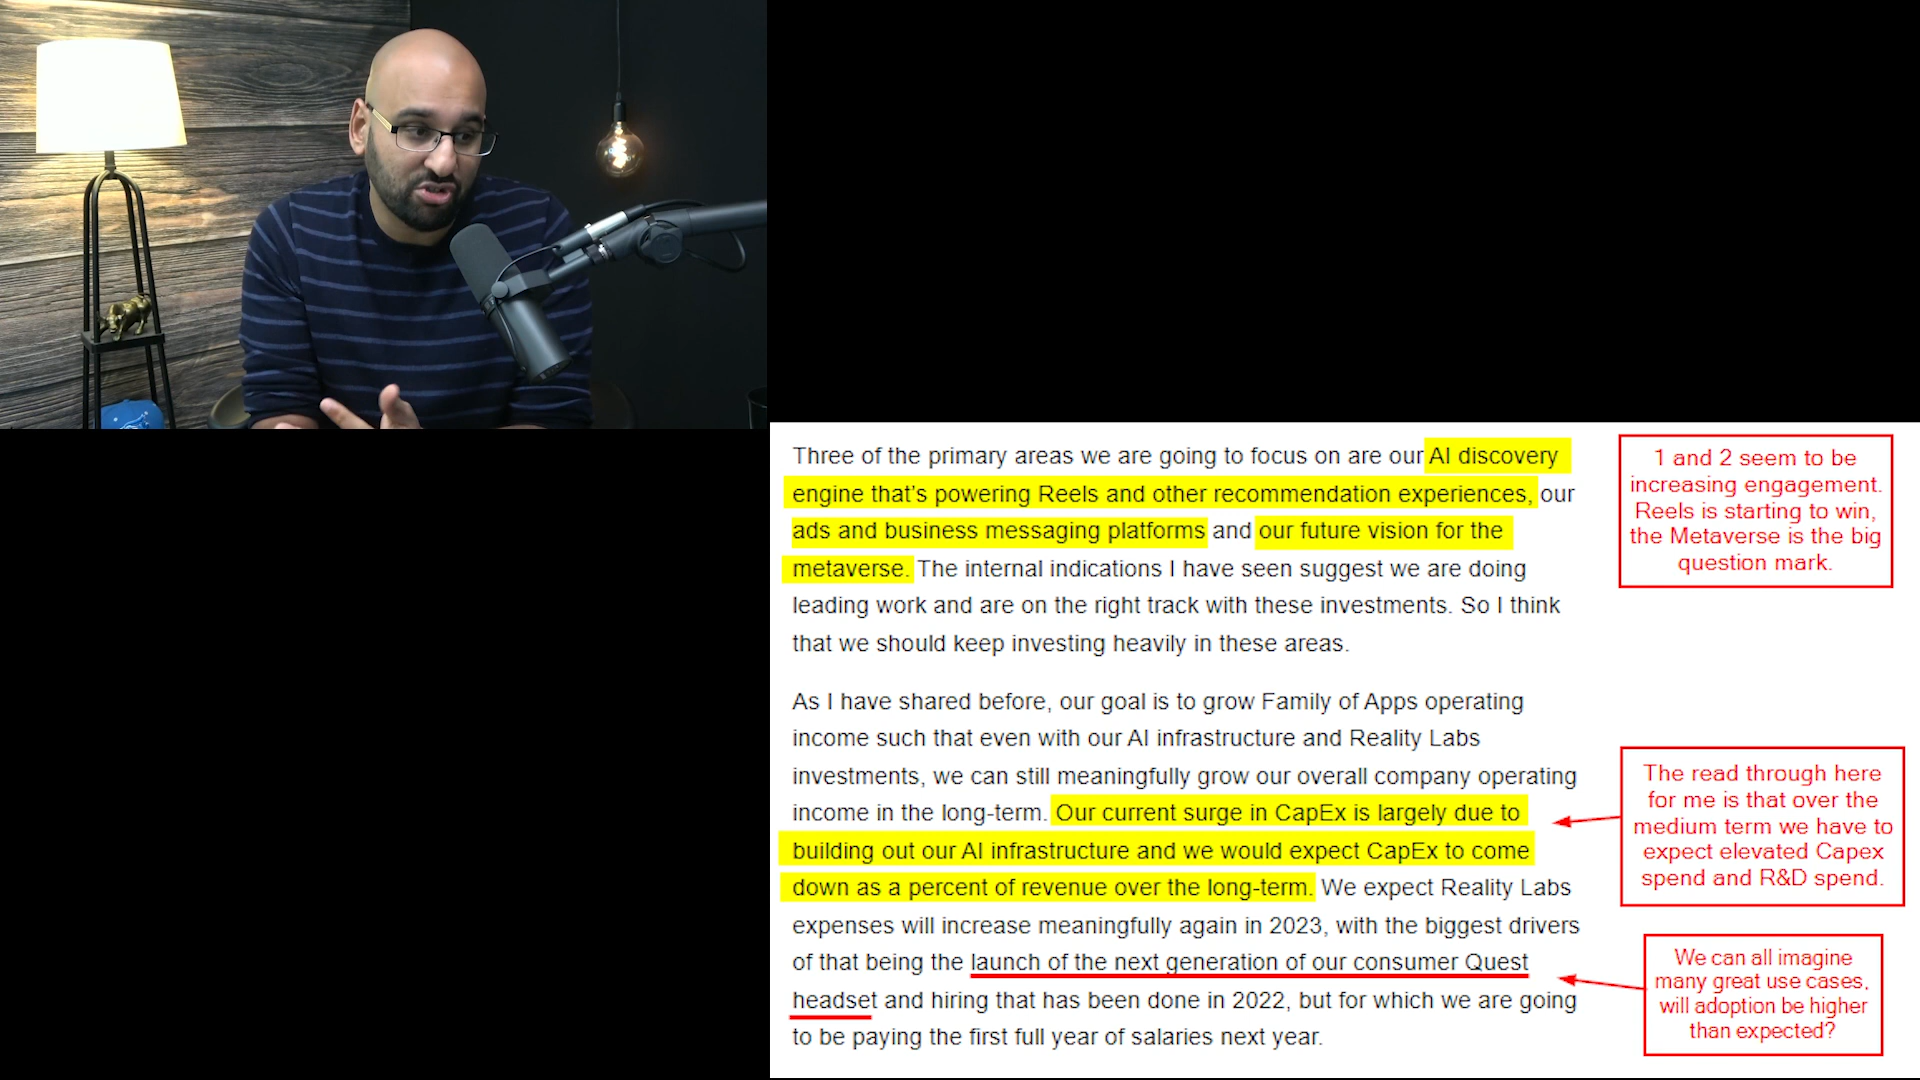 Three of the primary areas we are going to focus on are our AI discovery
engine that's powering Reels and other recommendation experiences, our
ads and business messaging platforms and our future vision for the
metaverse. The internal indications I have seen suggest we are doing
leading work and are on the right track with these investments. So I think
that we should keep investing heavily in these areas.
1 and 2 seem to be
increasing engagement.
Reels is starting to win,
the Metaverse is the big
question mark.
As I have shared before, our goal is to grow Family of Apps operating
income such that even with our AI infrastructure and Reality Labs
investments, we can still meaningfully grow our overall company operating
income in the long-term. Our current surge in CapEx is largely due to
building out our AI infrastructure and we would expect CapEx to come
down as a percent of revenue over the long-term. We expect Reality Labs
expenses will increase meaningfully again in 2023, with the biggest drivers
of that being the launch of the next generation of our consumer Quest
headset and hiring that has been done in 2022, but for which we are going
to be paying the first full year of salaries next year.
The read through here
for me is that over the
medium term we have to
expect elevated Capex
spend and R&D spend.
We can all imagine
many great use cases,
will adoption be higher
than expected?